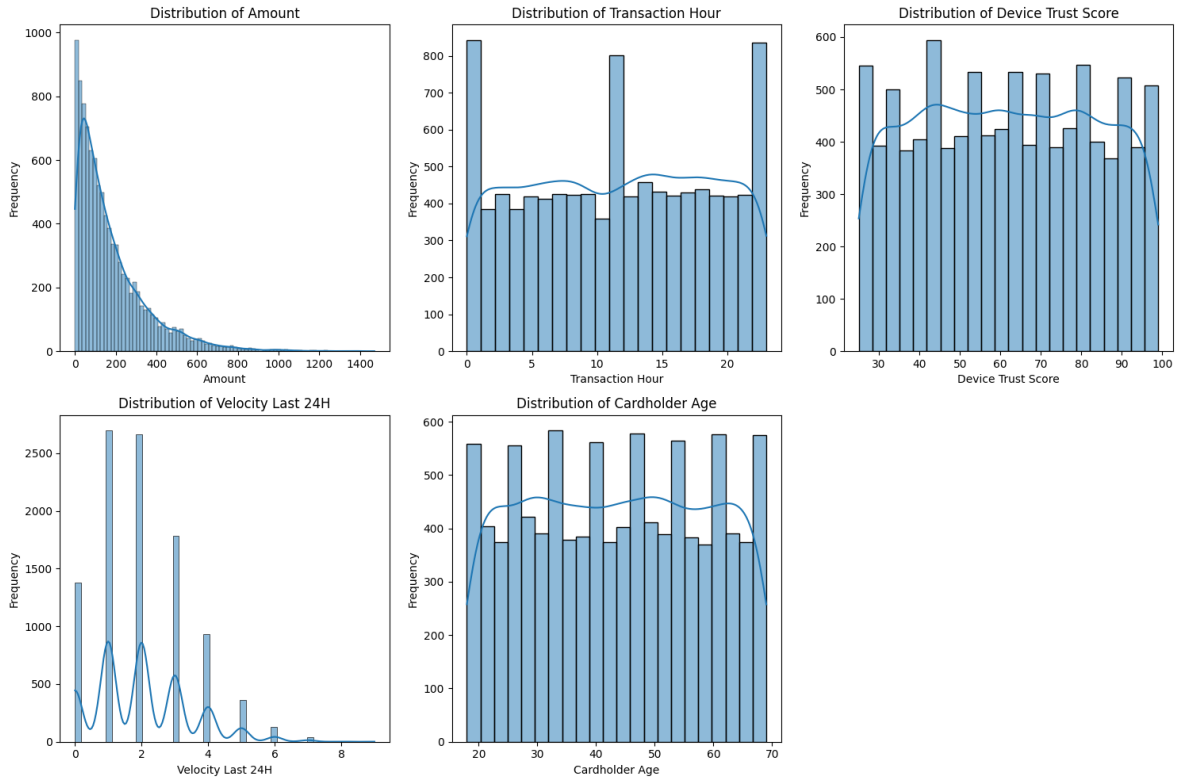 Distribution of Amount
Frequency
1000
800
600
400
200
0
0 200 400 600 800 1000 1200 1400
Amount
Distribution of Transaction Hour
Frequency
800
700
600
500
400
300
200
100
0
0 5 10 15 20
Transaction Hour
Distribution of Device Trust Score
Frequency
600
500
400
300
200
100
0
30 40 50 60 70 80 90 100
Device Trust Score
Distribution of Velocity Last 24H
Frequency
2500
2000
1500
1000
500
0
0 2 4 6 8
Velocity Last 24H
Distribution of Cardholder Age
Frequency
600
500
400
300
200
100
0
20 30 40 50 60 70
Cardholder Age